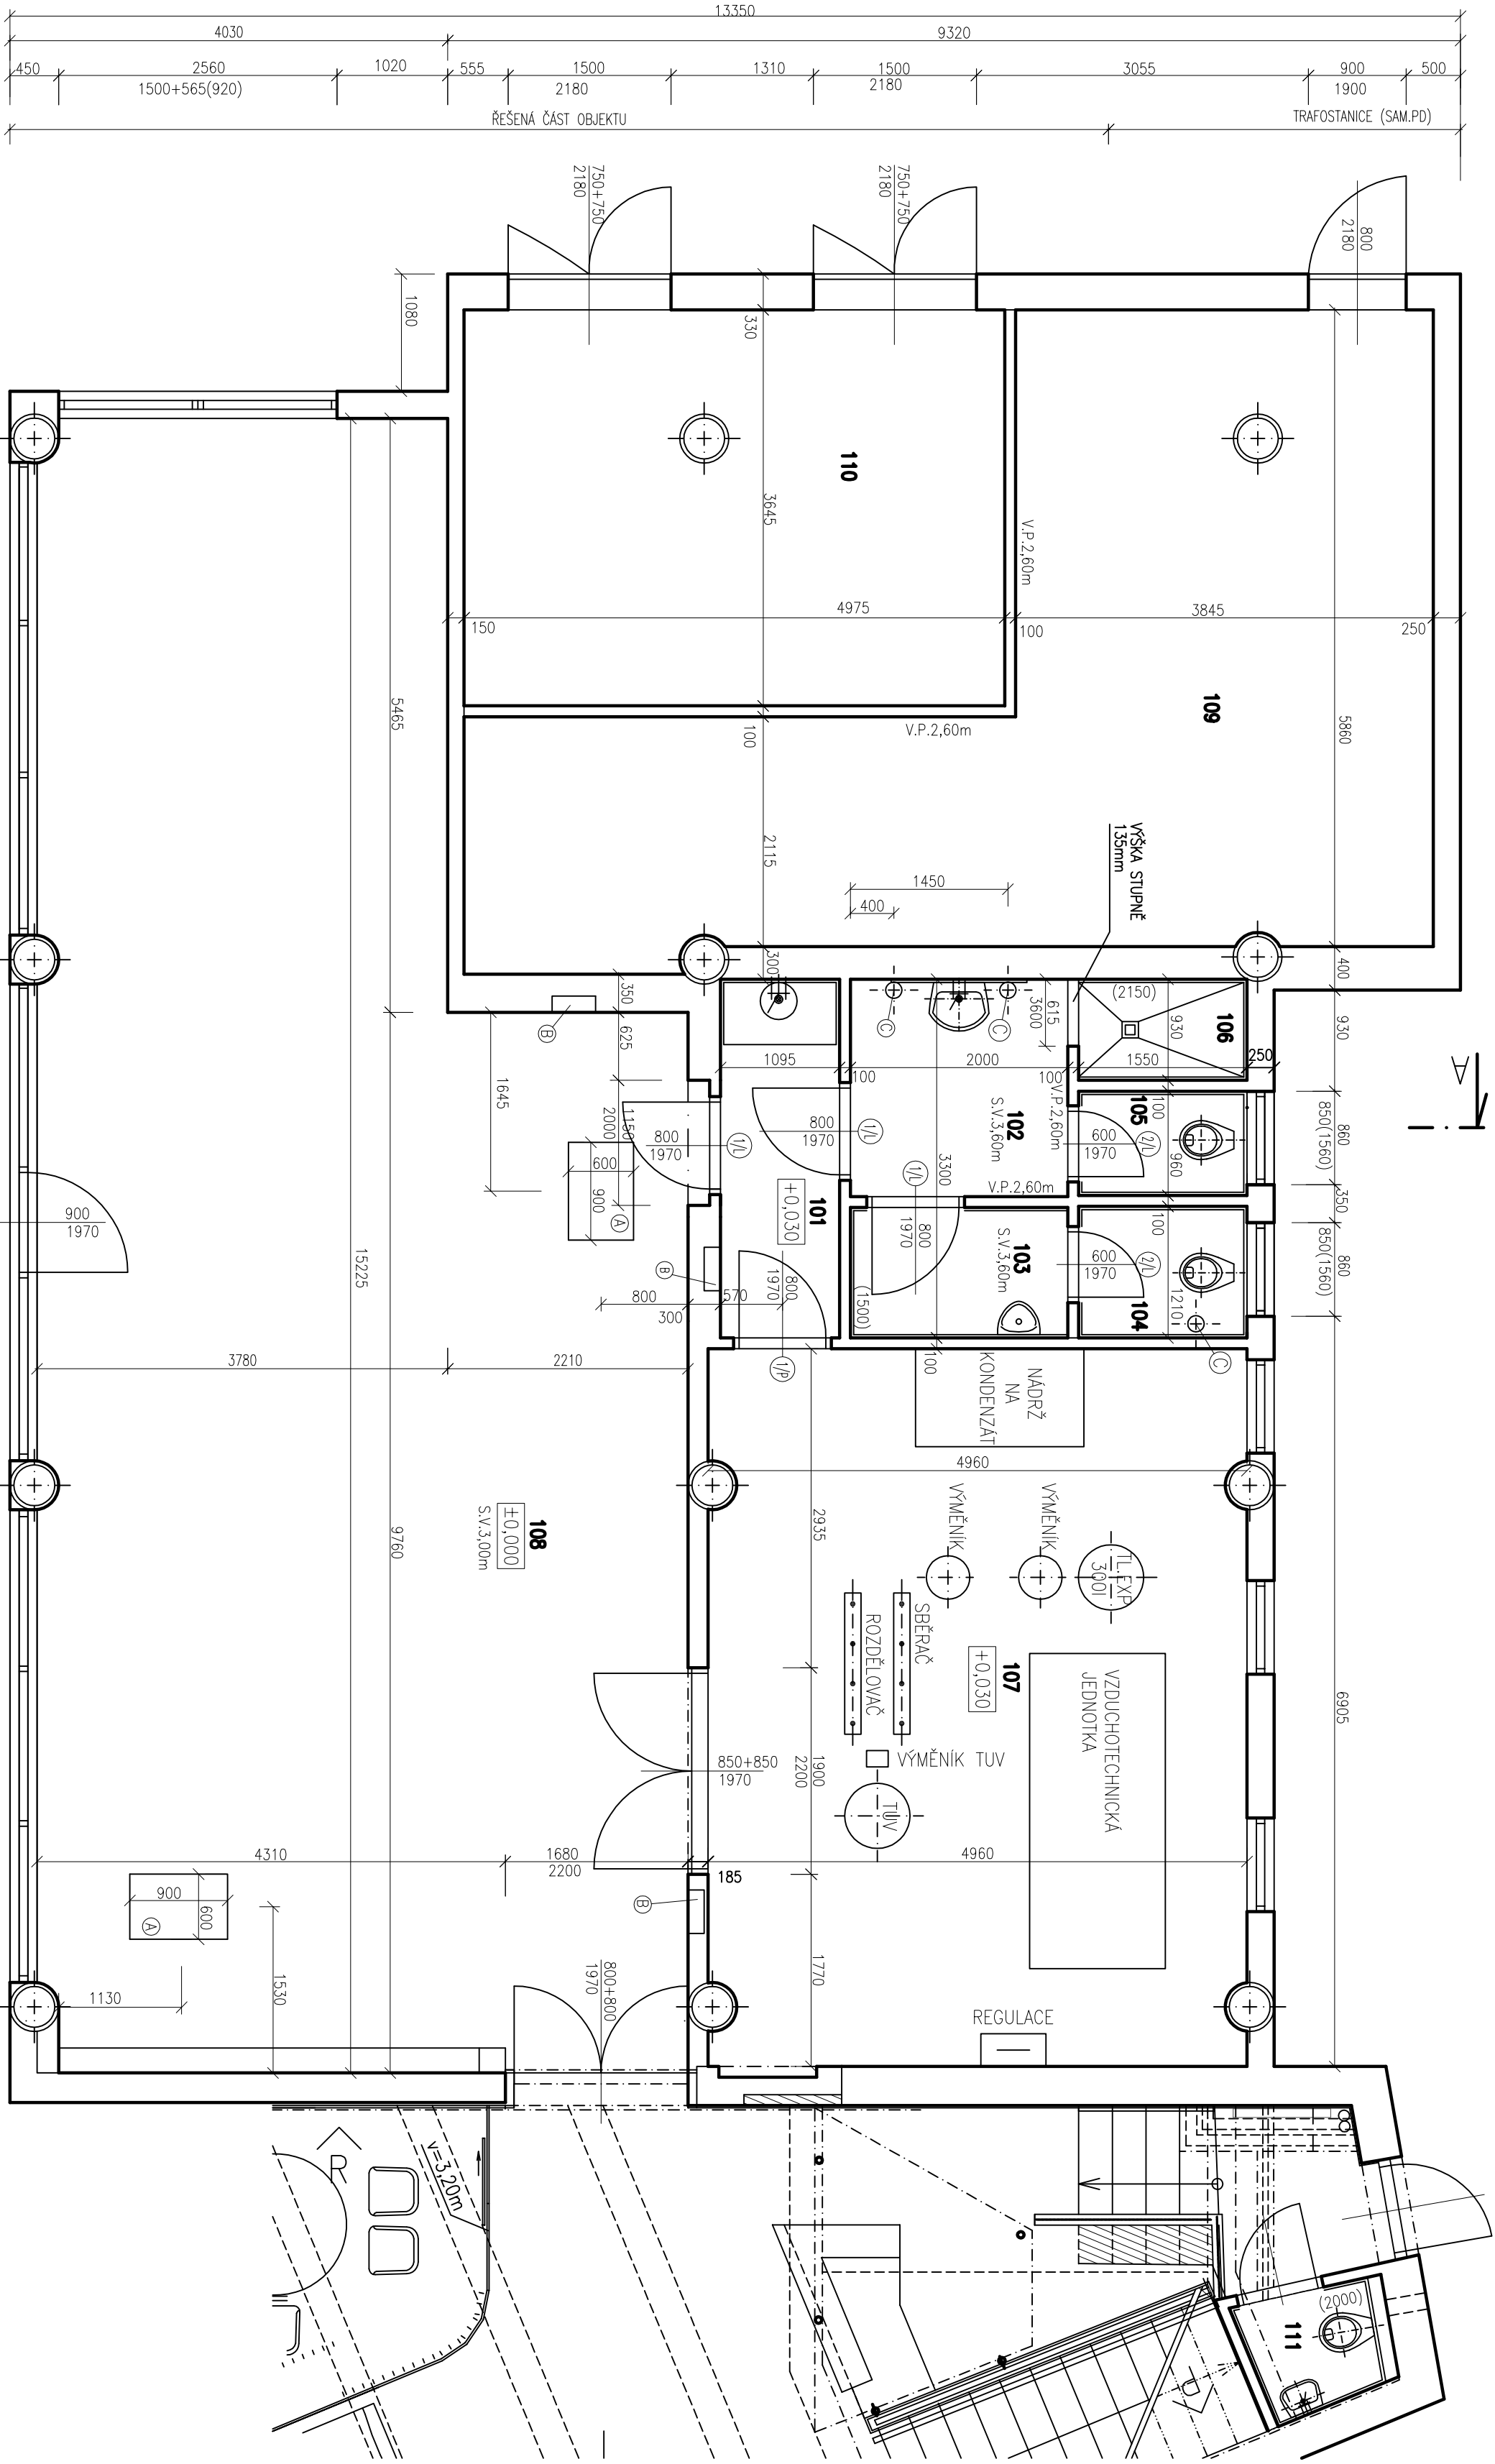 13350
4030
9320
450
2560
1500+565(920)
1020
555
1500
2180
1310
1500
2180
3055
900
1900
500
ŘEŠENÁ ČÁST OBJEKTU
TRAFOSTANICE (SAM.PD)
750+750
2180
750+750
2180
800
2180
1080
330
110
3645
V.P.2,60m
4975
150
3845
100
250
109
5465
100
V.P.2,60m
5860
2115
VÝŠKA STUPNĚ
135mm
1450
400
300
400
350
B
625
C
C
615
3600
(2150)
930
106
930
1095
100
2000
100
1550
250
A
1645
1150
2000
800
1970
1/L
800
1970
1/L
102
S.V.3,60m
V.P.2,60m
100
105
600
1970
2/L
960
860
850(1560)
600
900
A
101
+0,030
1/L
3300
V.P.2,60m
350
900
1970
15225
B
800
1970
800
1970
103
S.V.3,60m
(1500)
600
1970
2/L
100
1210
104
860
850(1560)
800
300
570
1/P
C
3780
2210
100
NÁDRŽ
NA
KONDENZÁT
4960
2935
VÝMĚNÍK
VÝMĚNÍK
TL.EXP
300l
108
±0,000
S.V.3,00m
9760
SBĚRAČ
ROZDĚLOVAČ
107
+0,030
VZDUCHOTECHNICKÁ
JEDNOTKA
6905
850+850
1970
1900
2200
VÝMĚNÍK TUV
TUV
4310
1680
2200
185
4960
900
600
A
B
1530
1130
800+800
1970
1770
REGULACE
R
v=3,20m
P
111
(2000)